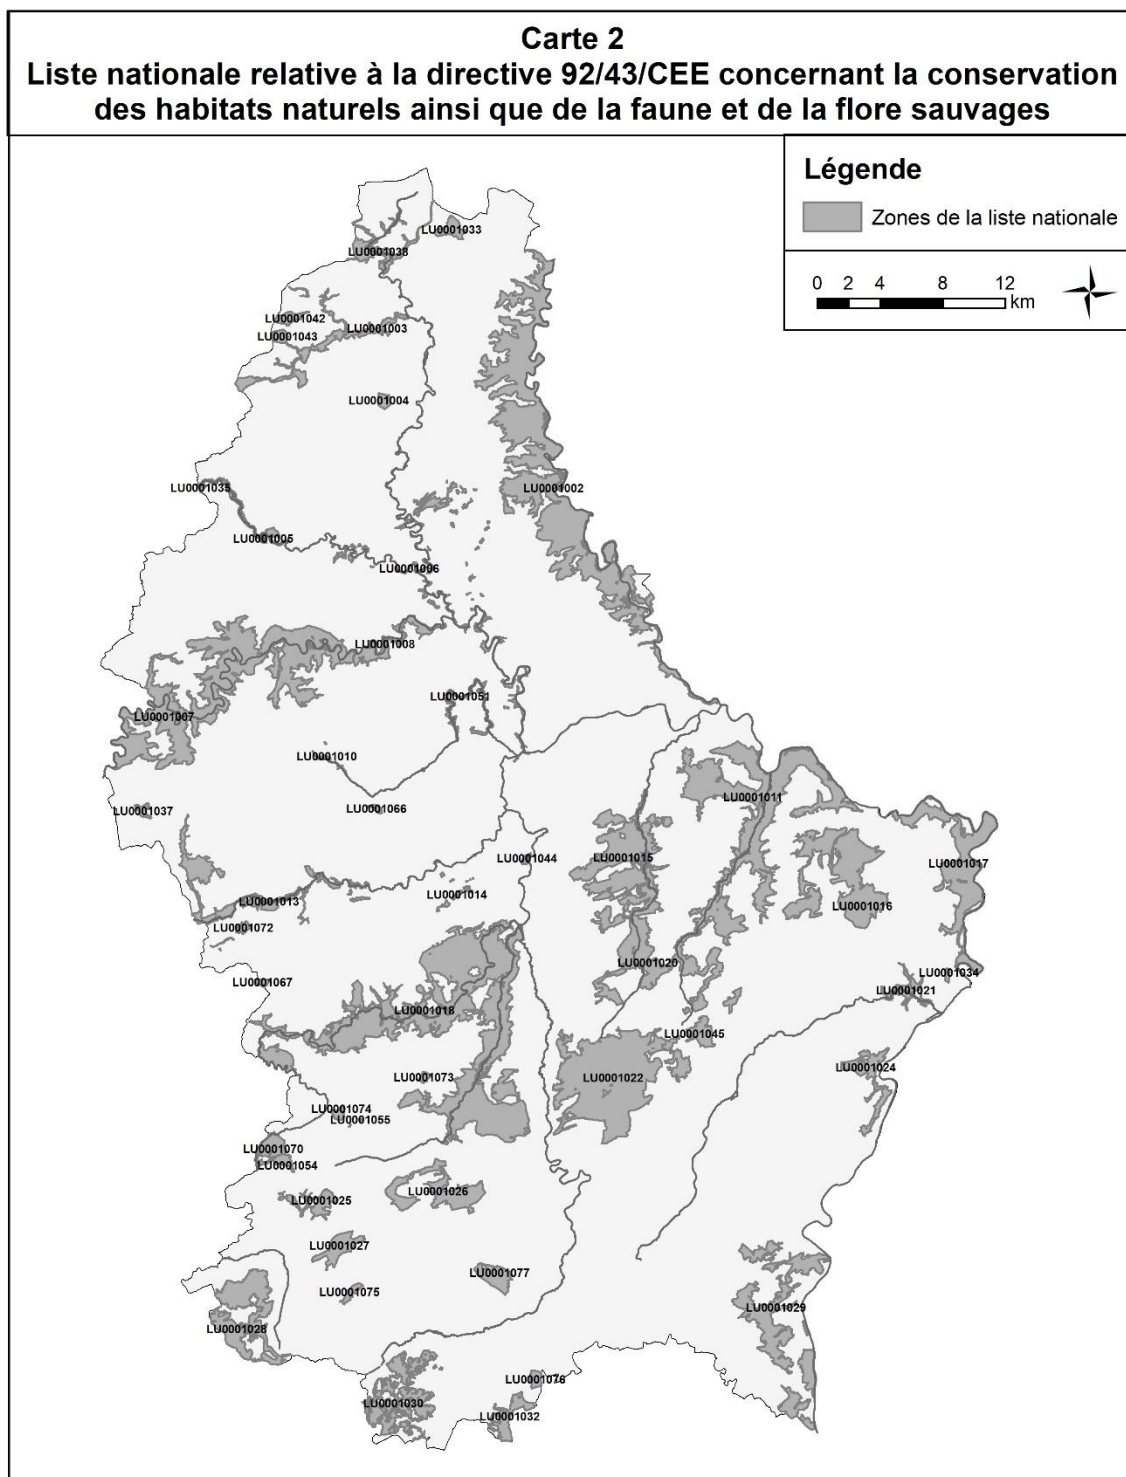 Carte 2
Liste nationale relative à la directive 92/43/CEE concernant la conservation
des habitats naturels ainsi que de la faune et de la flore sauvages
Légende
Zones de la liste nationale
0 2 4 8 12
km
LU0001033
LU0001038
LU0001042
LU0001003
LU0001043
LU0001004
LU0001035
LU0001002
LU0001005
LU0001006
LU0001008
LU0001051
LU0001007
LU0001010
LU0001011
LU0001037
LU0001066
LU0001044
LU0001015
LU0001017
LU0001014
LU0001013
LU0001016
LU0001072
LU0001020
LU0001034
LU0001067
LU0001021
LU0001018
LU0001045
LU0001024
LU0001073
LU0001022
LU0001074
LU0001055
LU0001070
LU0001054
LU0001026
LU0001025
LU0001027
LU0001077
LU0001075
LU0001029
LU0001028
LU0001076
LU0001030
LU0001032